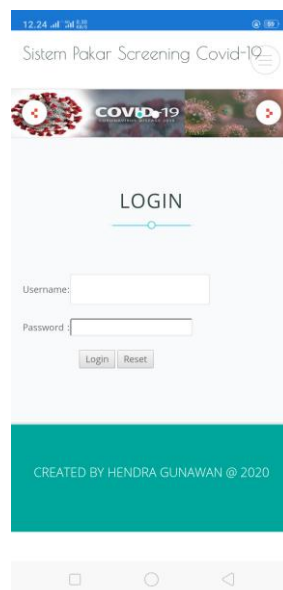 12.24
Sistem Pakar Screening Covid-19
COVID-19
LOGIN
Username:
Password :
Login Reset
CREATED BY HENDRA GUNAWAN @ 2020